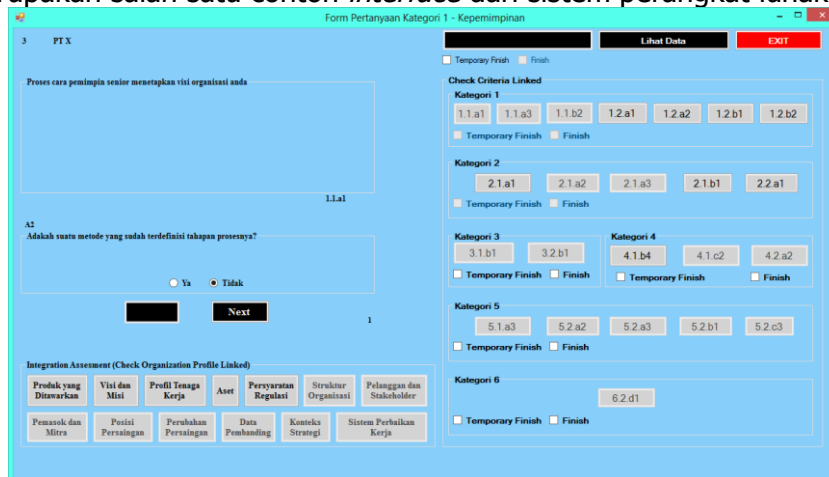 Form Pertanyaan Kategori 1 - Kepemimpinan
3 PT X
Lihat Data
EXIT
Temporary Finish Finish
Proses cara pemimpin senior menetapkan visi organisasi anda
1.1.a1
A2
Adakah suatu metode yang sudah terdefinisi tahapan prosesnya?
Ya Tidak
Next
1
Integration Assesment (Check Organization Profile Linked)
Produk yang Ditawarkan
Visi dan Misi
Profil Tenaga Kerja
Aset
Persyaratan Regulasi
Struktur Organisasi
Pelanggan dan Stakeholder
Pemasok dan Mitra
Posisi Persaingan
Perubahan Persaingan
Data Pembanding
Konteks Strategi
Sistem Perbaikan Kerja
Check Criteria Linked
Kategori 1
1.1.a1 1.1.a3 1.1.b2 1.2.a1 1.2.a2 1.2.b1 1.2.b2
Temporary Finish Finish
Kategori 2
2.1.a1 2.1.a2 2.1.a3 2.1.b1 2.2.a1
Temporary Finish Finish
Kategori 3
3.1.b1 3.2.b1
Temporary Finish Finish
Kategori 4
4.1.b4 4.1.c2 4.2.a2
Temporary Finish Finish
Kategori 5
5.1.a3 5.2.a2 5.2.a3 5.2.b1 5.2.c3
Temporary Finish Finish
Kategori 6
6.2.d1
Temporary Finish Finish